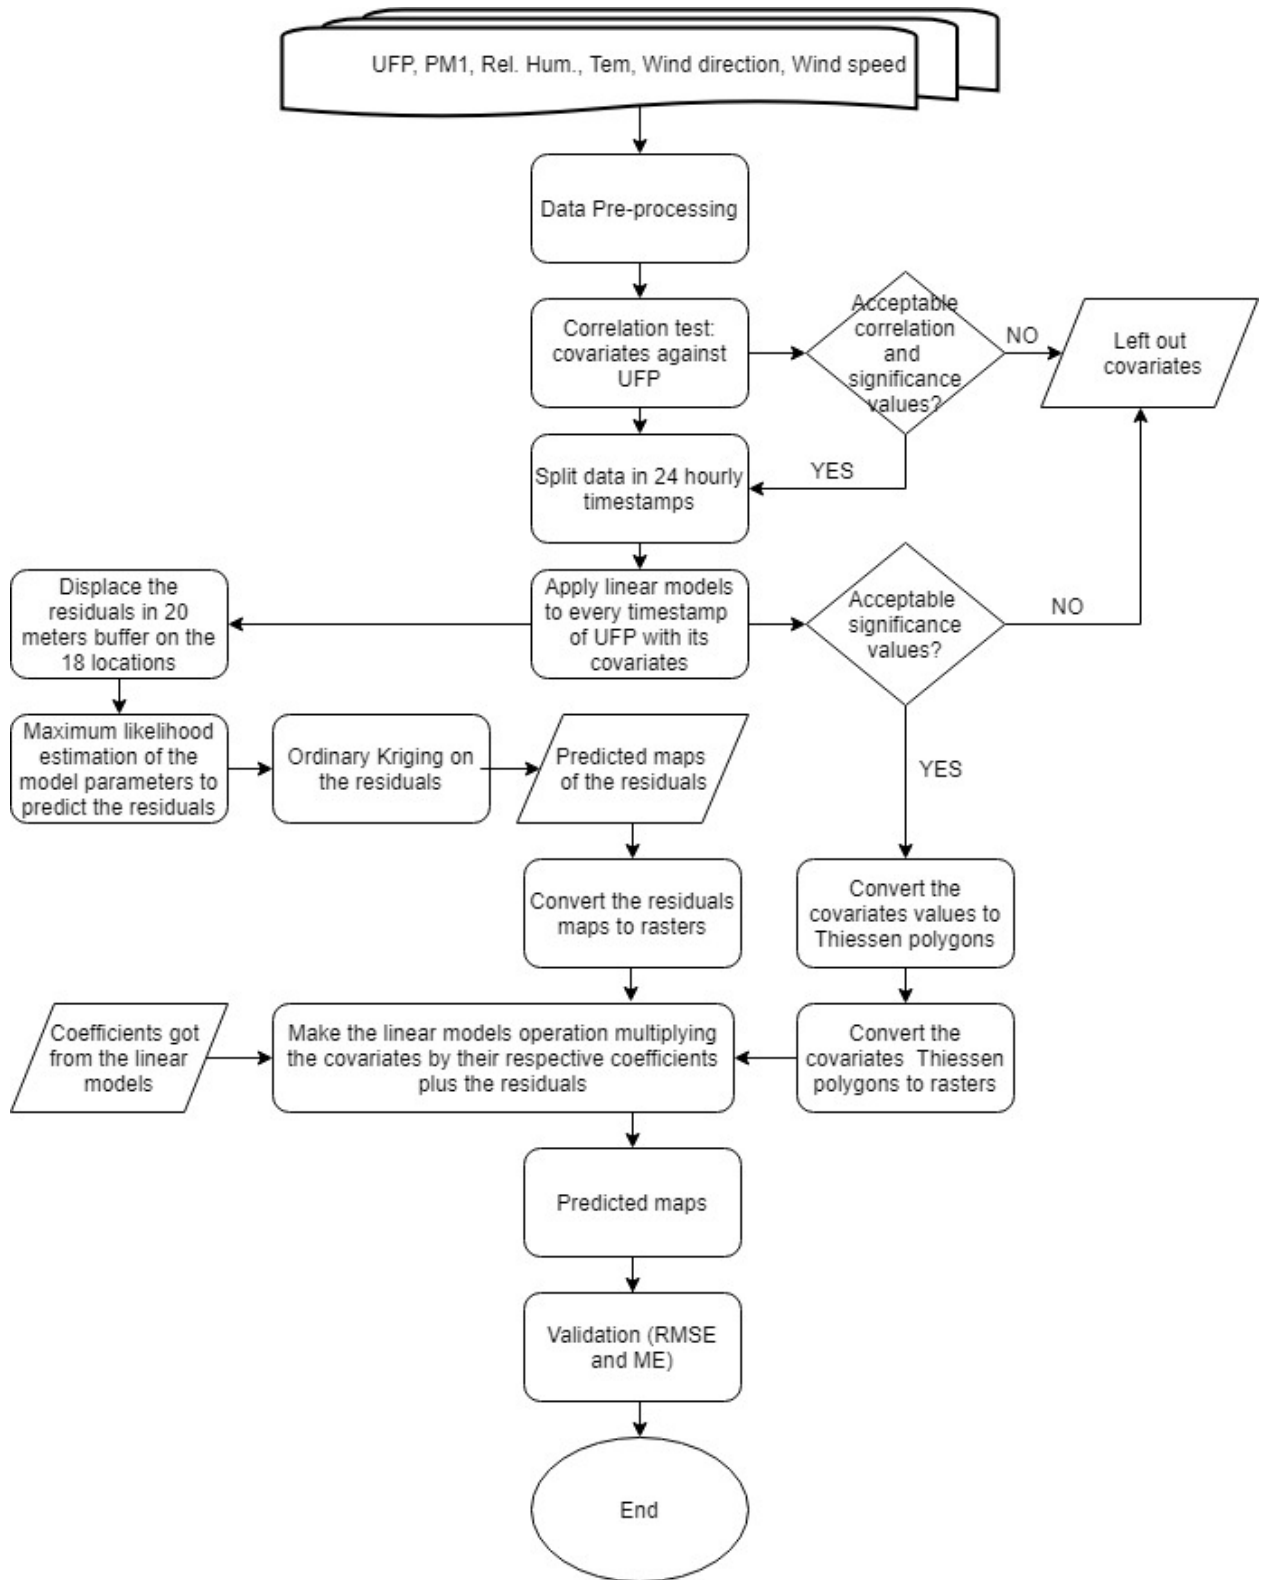 UFP, PM1, Rel. Hum., Tem, Wind direction, Wind speed
Data Pre-processing
Correlation test:
covariates against
UFP
Acceptable
correlation
and
significance
values?
NO
Left out
covariates
YES
Split data in 24 hourly
timestamps
Displace the
residuals in 20
meters buffer on the
18 locations
Apply linear models
to every timestamp
of UFP with its
covariates
Acceptable
significance
values?
NO
Maximum likelihood
estimation of the
model parameters to
predict the residuals
Ordinary Kriging on
the residuals
Predicted maps
of the residuals
YES
Convert the residuals
maps to rasters
Convert the
covariates values to
Thiessen polygons
Coefficients got
from the linear
models
Make the linear models operation multiplying
the covariates by their respective coefficients
plus the residuals
Convert the
covariates Thiessen
polygons to rasters
Predicted maps
Validation (RMSE
and ME)
End